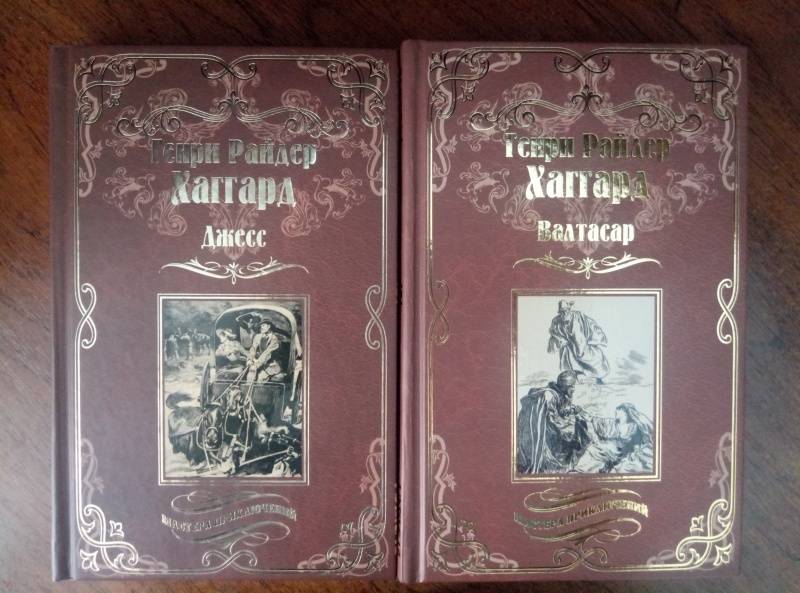 Генри Райдер
Хаггард
Джесс
МАСТЕРА ПРИКЛЮЧЕНИЙ
Генри Райдер
Хаггард
Валтасар
МАСТЕРА ПРИКЛЮЧЕНИЙ